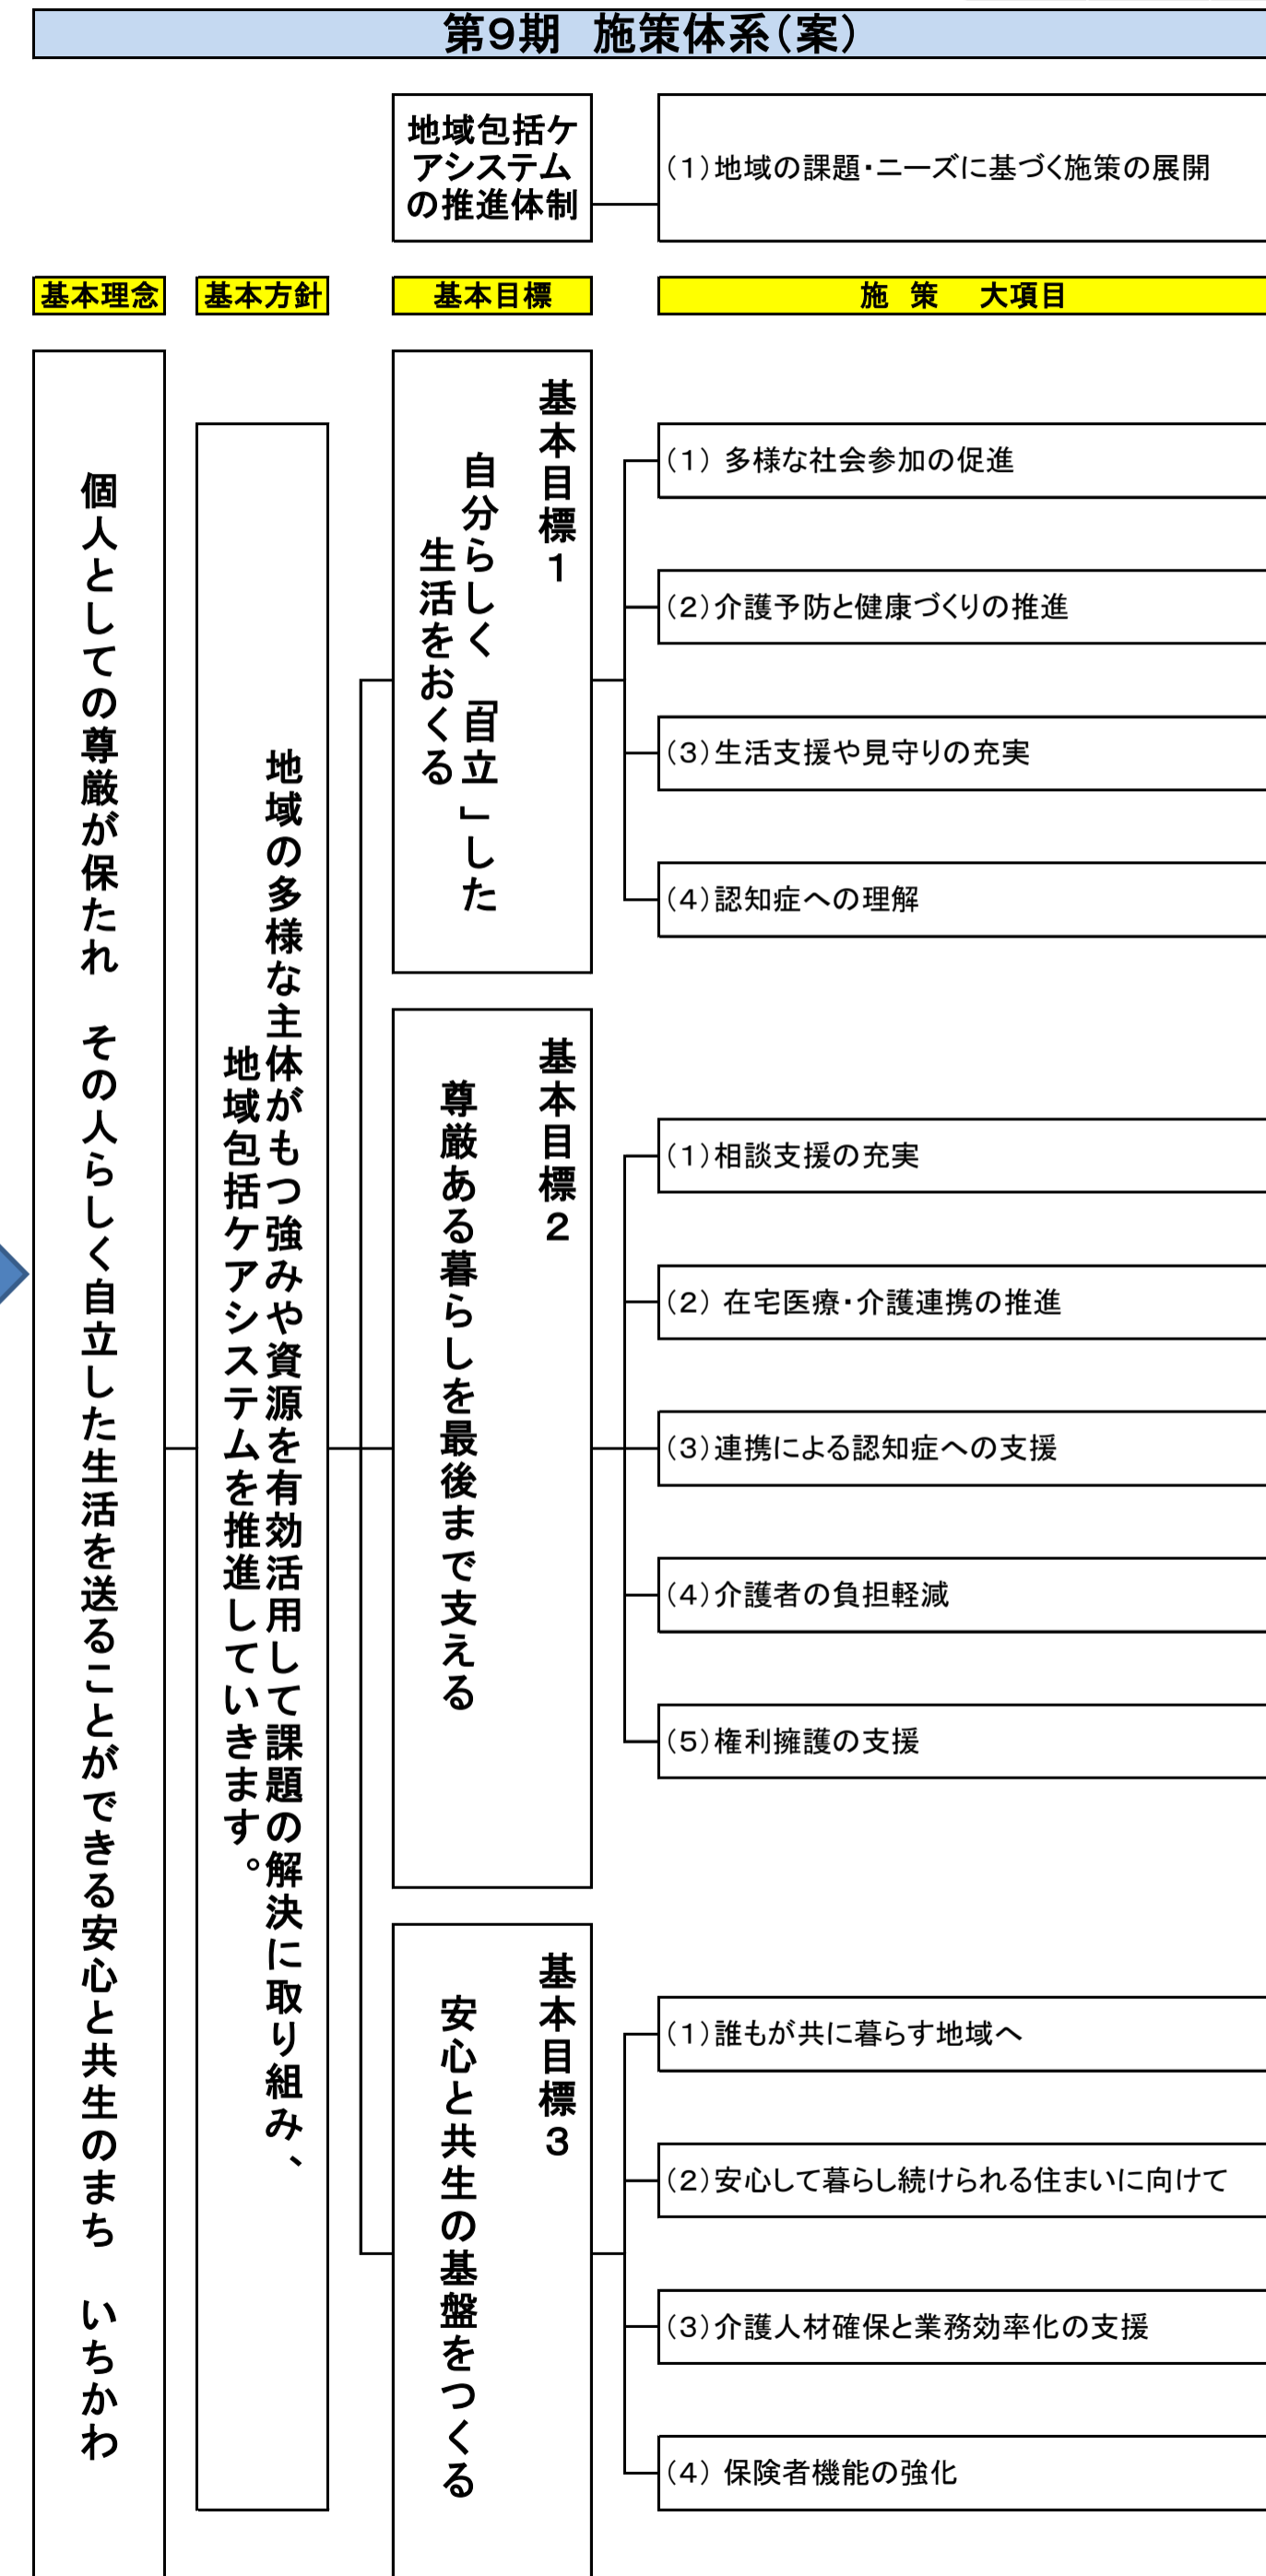 第9期　施策体系（案）
地域包括ケ
アシステム
の推進体制
（1）地域の課題・ニーズに基づく施策の展開
基本理念
基本方針
基本目標
施　策　大項目
個人としての尊厳が保たれ　その人らしく自立した生活を送ることができる安心と共生のまち　いちかわ
地域の多様な主体がもつ強みや資源を有効活用して課題の解決に取り組み、
地域包括ケアシステムを推進していきます。
基本目標1
自分らしく「自立」した
生活をおくる
（1） 多様な社会参加の促進
（2）介護予防と健康づくりの推進
（3）生活支援や見守りの充実
（4）認知症への理解
基本目標2
尊厳ある暮らしを最後まで支える
（1）相談支援の充実
（2） 在宅医療・介護連携の推進
（3）連携による認知症への支援
（4）介護者の負担軽減
（5）権利擁護の支援
基本目標3
安心と共生の基盤をつくる
（1）誰もが共に暮らす地域へ
（2）安心して暮らし続けられる住まいに向けて
（3）介護人材確保と業務効率化の支援
（4） 保険者機能の強化